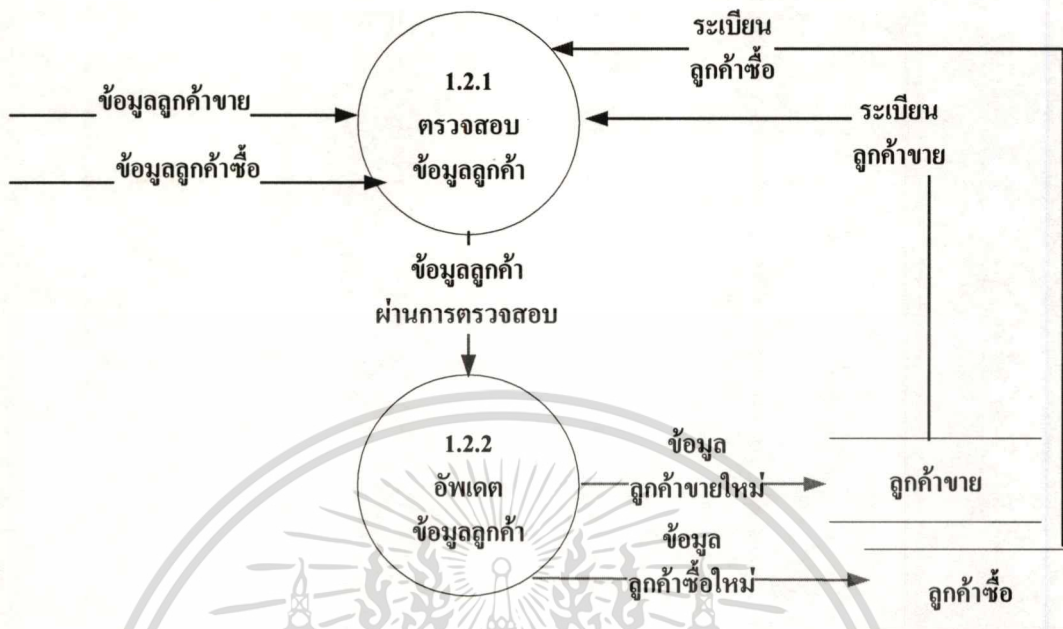 ระเบียน
ลูกค้าซื้อ
1.2.1
ตรวจสอบ
ข้อมูลลูกค้า
ข้อมูลลูกค้าขาย
ข้อมูลลูกค้าซื้อ
ระเบียน
ลูกค้าขาย
ข้อมูลลูกค้า
ผ่านการตรวจสอบ
1.2.2
อัพเดต
ข้อมูลลูกค้า
ข้อมูล
ลูกค้าขายใหม่
ลูกค้าขาย
ข้อมูล
ลูกค้าซื้อใหม่
ลูกค้าซื้อ